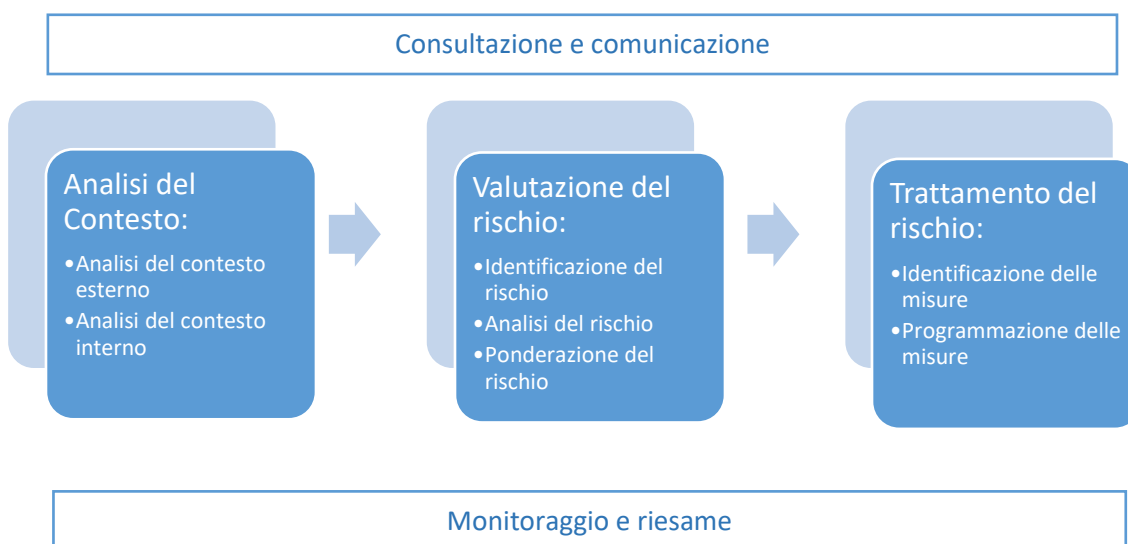 Consultazione e comunicazione
Analisi del
Contesto:
•Analisi del contesto
esterno
•Analisi del contesto
interno
Valutazione del
rischio:
•Identificazione del
rischio
•Analisi del rischio
•Ponderazione del
rischio
Trattamento del
rischio:
•Identificazione delle
misure
•Programmazione delle
misure
Monitoraggio e riesame